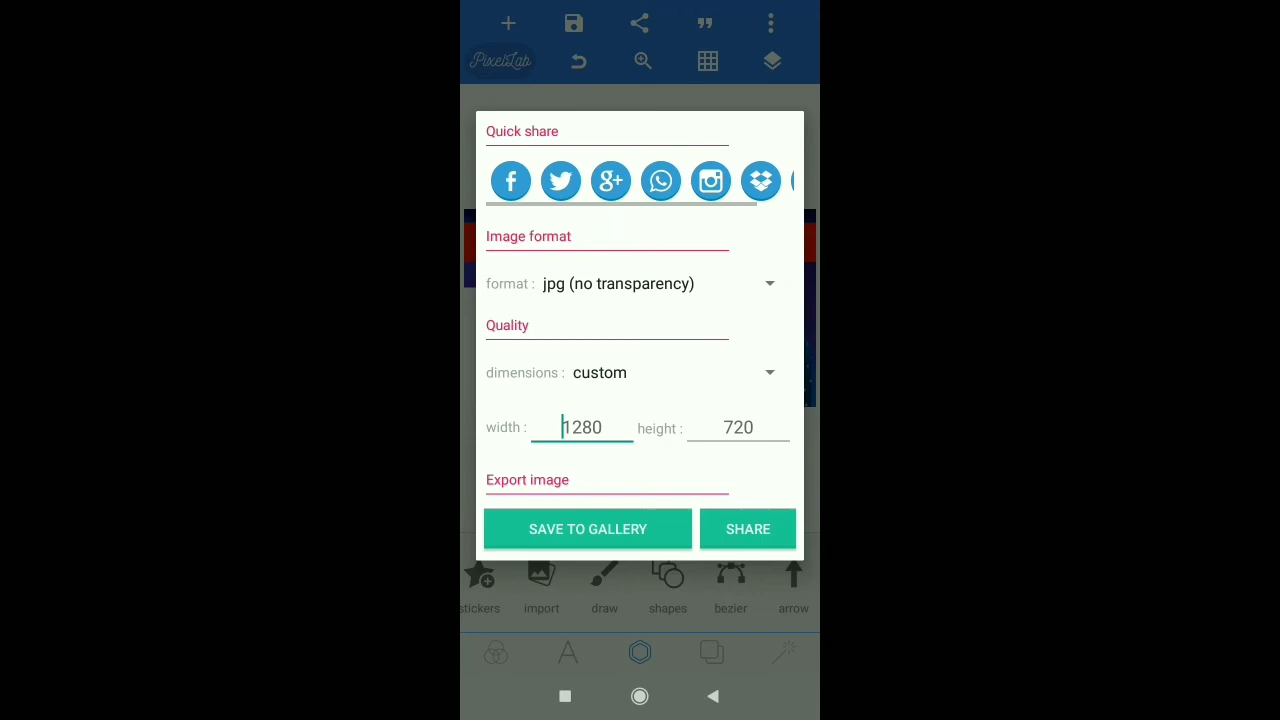 PixelLab
Quick share
Image format
format : jpg (no transparency)
Quality
dimensions : custom
width : 1280 height : 720
Export image
SAVE TO GALLERY SHARE
stickers import draw shapes bezier arrow